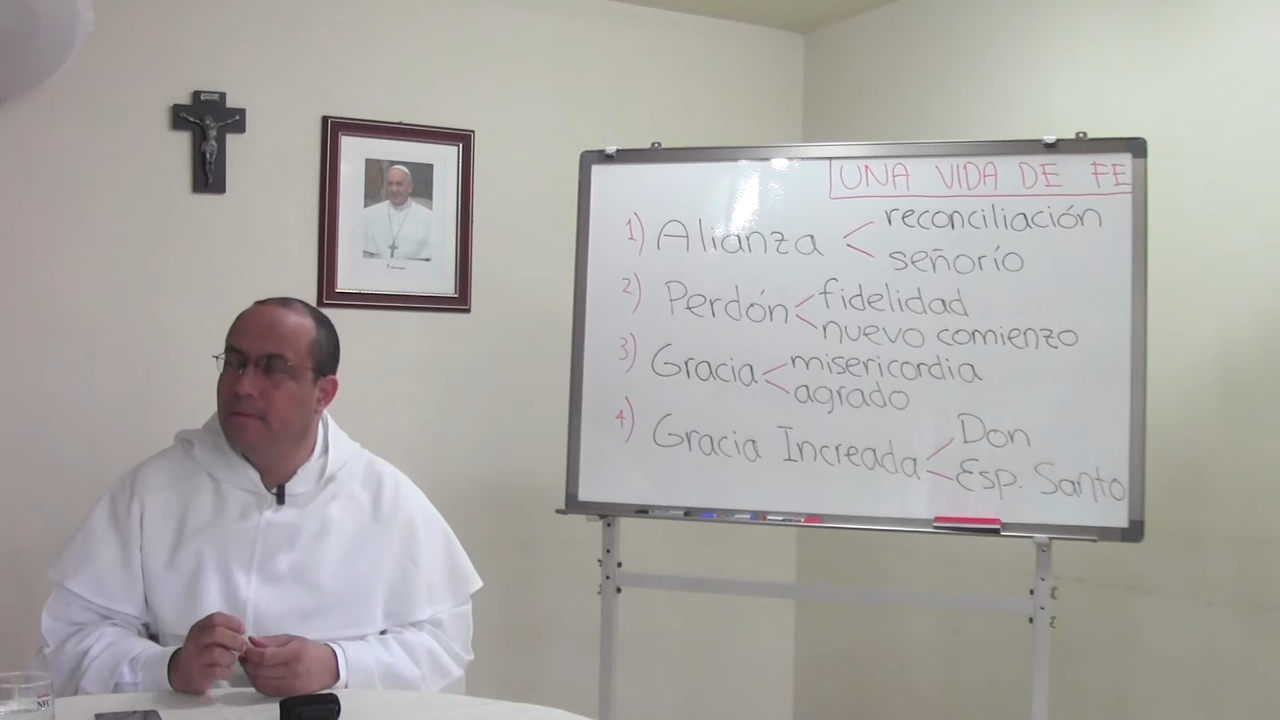 UNA VIDA DE FE
1) Alianza < reconciliación
señorío
2) Perdón < fidelidad
nuevo comienzo
3) Gracia < misericordia
agrado
4) Gracia Increada < Don
Esp. Santo